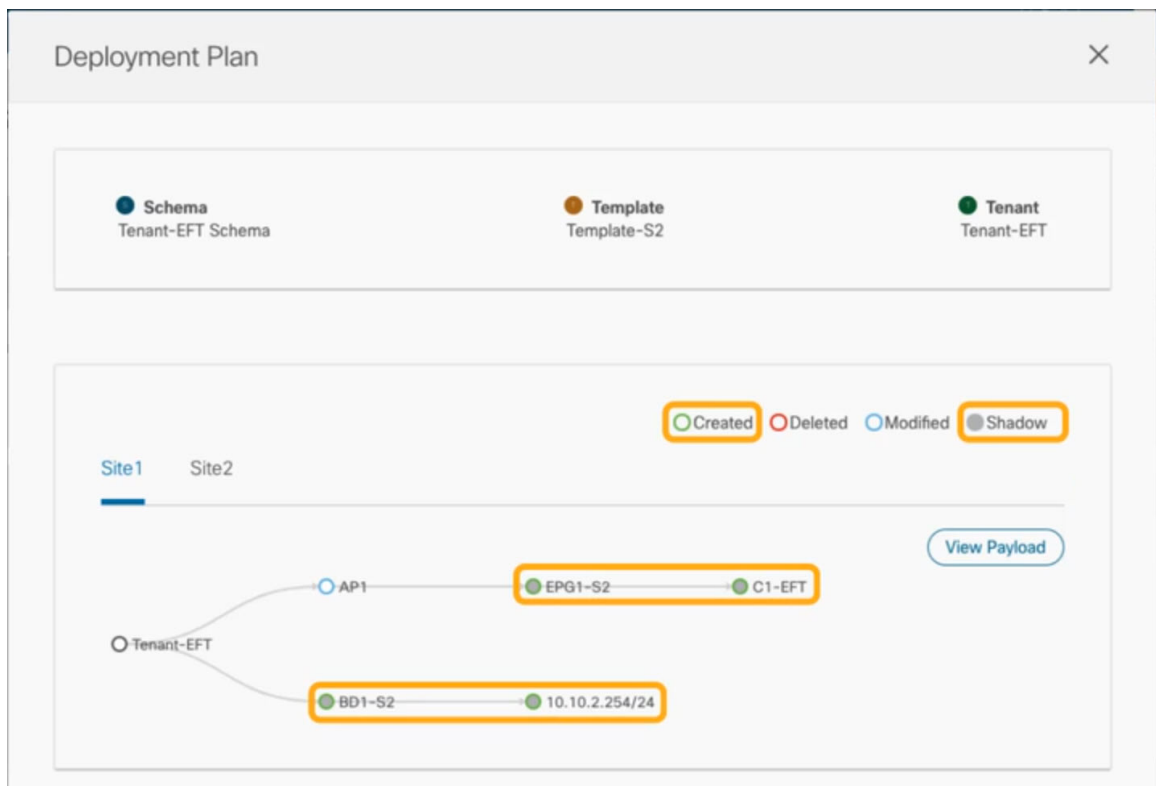 Deployment Plan
Schema
Tenant-EFT Schema
Template
Template-S2
Tenant
Tenant-EFT
Created Deleted Modified Shadow
Site1 Site2
View Payload
AP1 EPG1-S2 C1-EFT
Tenant-EFT
BD1-S2 10.10.2.254/24